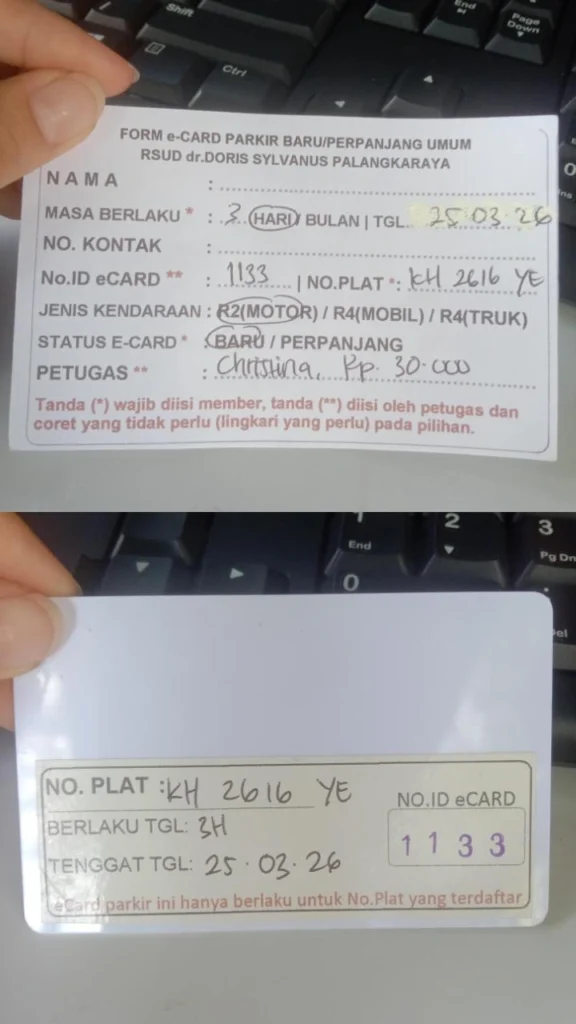 Shift
Ctrl
End
Page
Down
FORM e-CARD PARKIR BARU/PERPANJANG UMUM
RSUD dr.DORIS SYLVANUS PALANGKARAYA
NAMA :
MASA BERLAKU * : 3 (HARI) BULAN | TGL. 25.03.26
NO. KONTAK :
No.ID eCARD ** : 1133 | NO.PLAT *: KH 2616 YE
JENIS KENDARAAN : R2(MOTOR) / R4(MOBIL) / R4(TRUK)
STATUS E-CARD * : BARU / PERPANJANG
PETUGAS ** : Christina, Rp. 30.000
Tanda (*) wajib diisi member, tanda (**) diisi oleh petugas dan
coret yang tidak perlu (lingkari yang perlu) pada pilihan.
1
End
2
3
Pg Dn
0
NO. PLAT : KH 2616 YE
NO.ID eCARD
BERLAKU TGL: 3H
1133
TENGGAT TGL: 25.03.26
eCard parkir ini hanya berlaku untuk No.Plat yang terdaftar